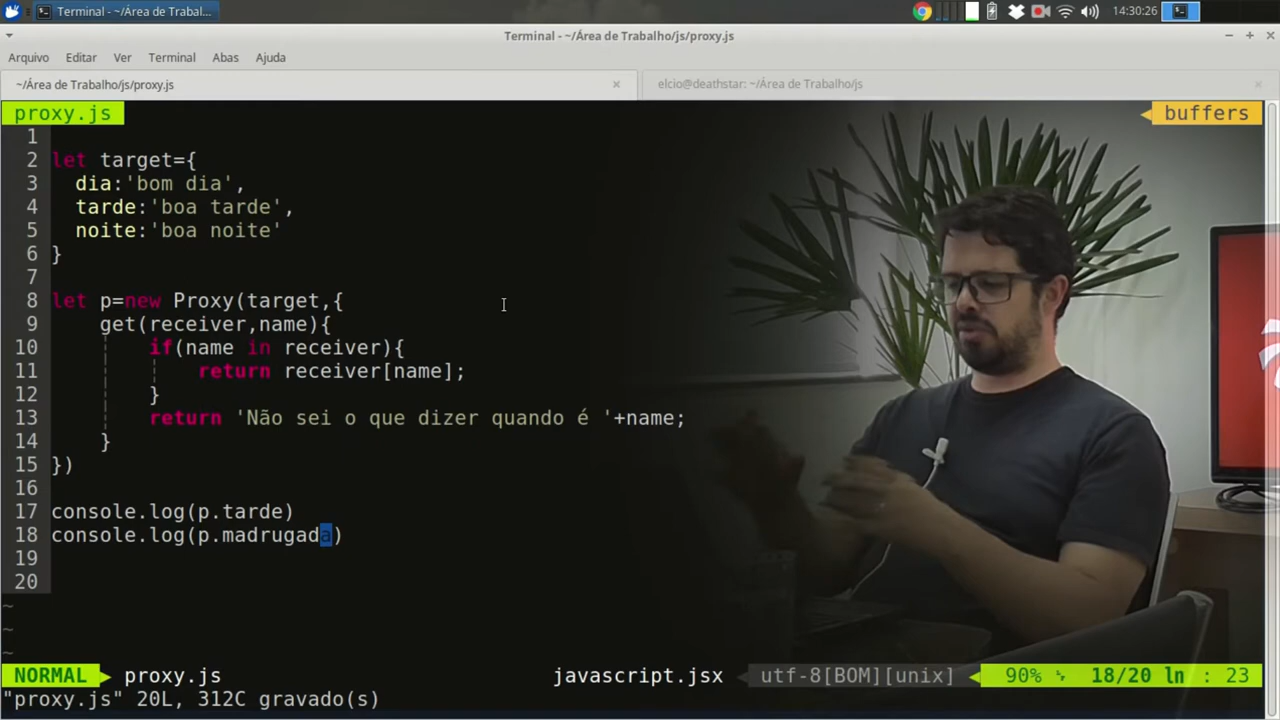 Terminal - ~/Área de Trabal...
14:30:26
Terminal - ~/Área de Trabalho/js/proxy.js
Arquivo Editar Ver Terminal Abas Ajuda
~/Área de Trabalho/js/proxy.js
elcio@deathstar: ~/Área de Trabalho/js
proxy.js
buffers
1
2 let target={
3   dia:'bom dia',
4   tarde:'boa tarde',
5   noite:'boa noite'
6 }
7
8 let p=new Proxy(target,{
9     get(receiver,name){
10         if(name in receiver){
11             return receiver[name];
12         }
13         return 'Não sei o que dizer quando é '+name;
14     }
15 })
16
17 console.log(p.tarde)
18 console.log(p.madrugada)
19
20
~
~
~
NORMAL proxy.js javascript.jsx utf-8[BOM][unix] 90% 18/20 ln : 23
"proxy.js" 20L, 312C gravado(s)